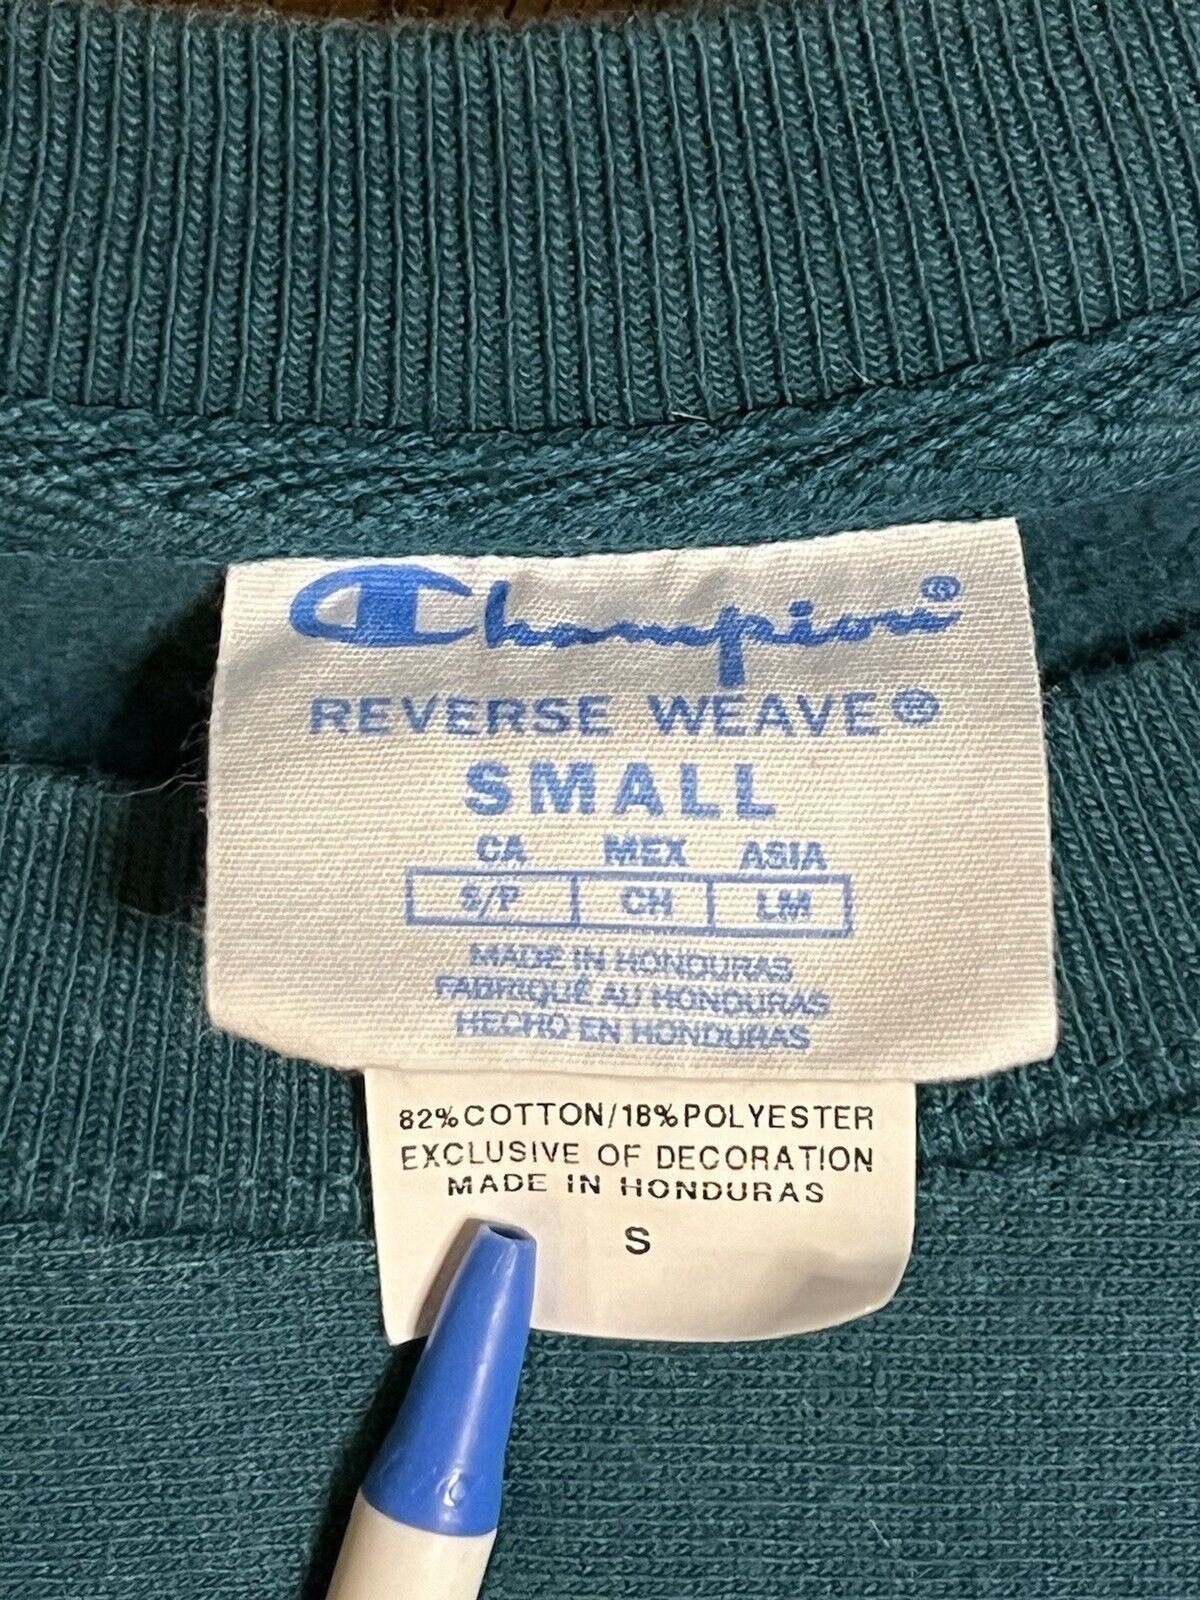 Champion®
REVERSE WEAVE®
SMALL
CA MEX ASIA
S/P CH LM
MADE IN HONDURAS
FABRIQUÉ AU HONDURAS
HECHO EN HONDURAS
82% COTTON/18% POLYESTER
EXCLUSIVE OF DECORATION
MADE IN HONDURAS
S